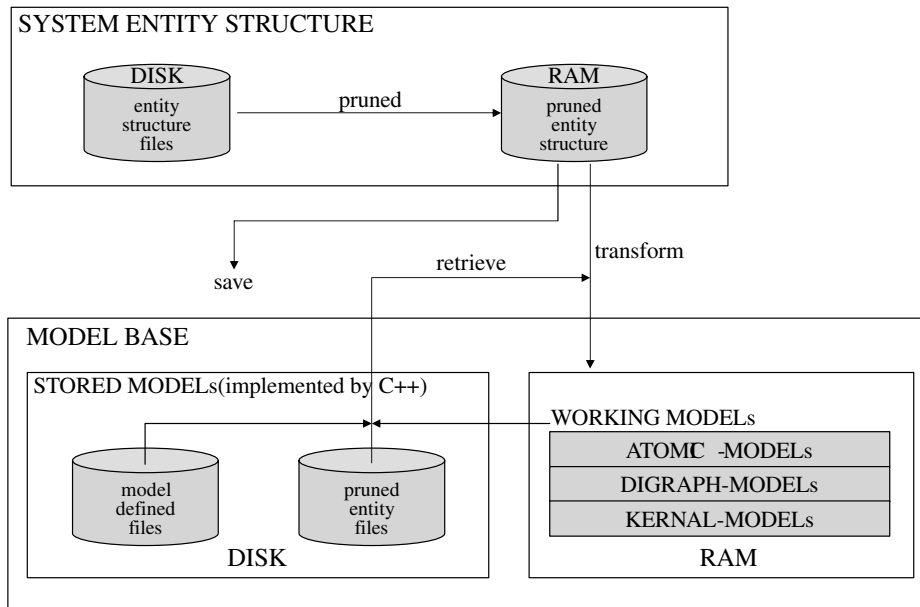 SYSTEM ENTITY STRUCTURE
DISK
entity
structure
files
pruned
RAM
pruned
entity
structure
save
retrieve
transform
MODEL BASE
STORED MODELs(implemented by C++)
model
defined
files
pruned
entity
files
DISK
WORKING MODELs
ATOMIC -MODELs
DIGRAPH-MODELs
KERNAL-MODELs
RAM